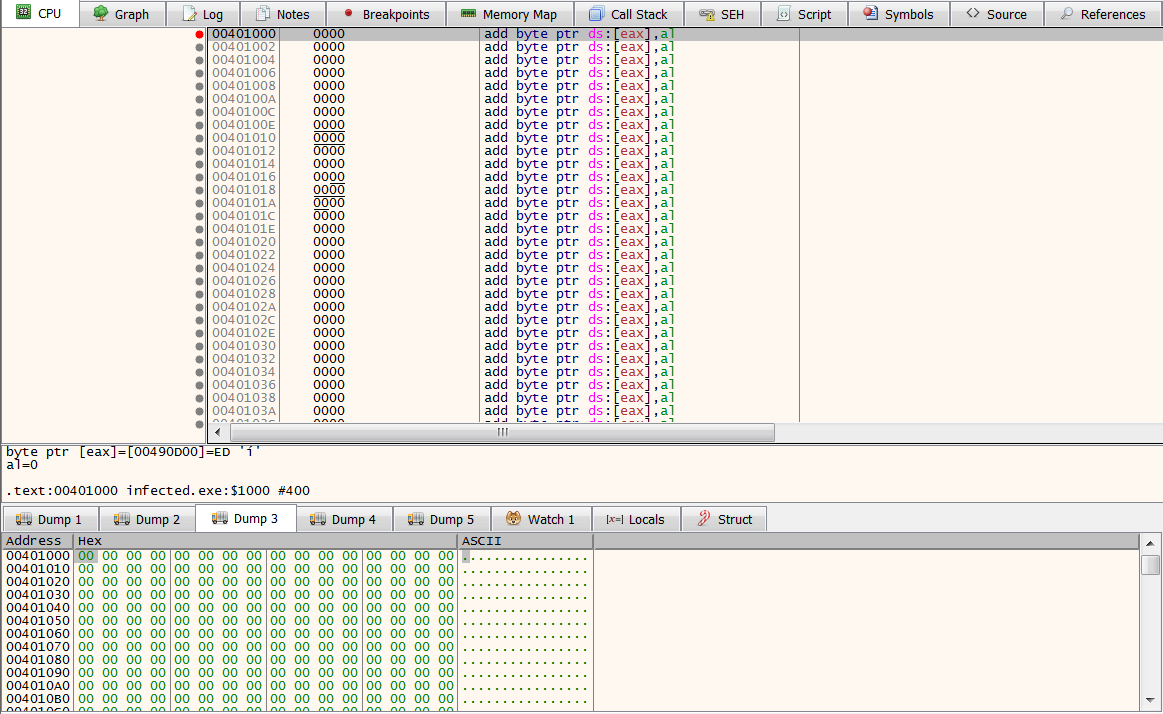 CPU Graph Log Notes Breakpoints Memory Map Call Stack SEH Script Symbols Source References
00401000 0000 add byte ptr ds:[eax],al
00401002 0000 add byte ptr ds:[eax],al
00401004 0000 add byte ptr ds:[eax],al
00401006 0000 add byte ptr ds:[eax],al
00401008 0000 add byte ptr ds:[eax],al
0040100A 0000 add byte ptr ds:[eax],al
0040100C 0000 add byte ptr ds:[eax],al
0040100E 0000 add byte ptr ds:[eax],al
00401010 0000 add byte ptr ds:[eax],al
00401012 0000 add byte ptr ds:[eax],al
00401014 0000 add byte ptr ds:[eax],al
00401016 0000 add byte ptr ds:[eax],al
00401018 0000 add byte ptr ds:[eax],al
0040101A 0000 add byte ptr ds:[eax],al
0040101C 0000 add byte ptr ds:[eax],al
0040101E 0000 add byte ptr ds:[eax],al
00401020 0000 add byte ptr ds:[eax],al
00401022 0000 add byte ptr ds:[eax],al
00401024 0000 add byte ptr ds:[eax],al
00401026 0000 add byte ptr ds:[eax],al
00401028 0000 add byte ptr ds:[eax],al
0040102A 0000 add byte ptr ds:[eax],al
0040102C 0000 add byte ptr ds:[eax],al
0040102E 0000 add byte ptr ds:[eax],al
00401030 0000 add byte ptr ds:[eax],al
00401032 0000 add byte ptr ds:[eax],al
00401034 0000 add byte ptr ds:[eax],al
00401036 0000 add byte ptr ds:[eax],al
00401038 0000 add byte ptr ds:[eax],al
0040103A 0000 add byte ptr ds:[eax],al
byte ptr [eax]=[00490D00]=ED 'í'
al=0
.text:00401000 infected.exe:$1000 #400
Dump 1 Dump 2 Dump 3 Dump 4 Dump 5 Watch 1 [x=] Locals Struct
Address Hex ASCII
00401000 00 00 00 00 00 00 00 00 00 00 00 00 00 00 00 00 ................
00401010 00 00 00 00 00 00 00 00 00 00 00 00 00 00 00 00 ................
00401020 00 00 00 00 00 00 00 00 00 00 00 00 00 00 00 00 ................
00401030 00 00 00 00 00 00 00 00 00 00 00 00 00 00 00 00 ................
00401040 00 00 00 00 00 00 00 00 00 00 00 00 00 00 00 00 ................
00401050 00 00 00 00 00 00 00 00 00 00 00 00 00 00 00 00 ................
00401060 00 00 00 00 00 00 00 00 00 00 00 00 00 00 00 00 ................
00401070 00 00 00 00 00 00 00 00 00 00 00 00 00 00 00 00 ................
00401080 00 00 00 00 00 00 00 00 00 00 00 00 00 00 00 00 ................
00401090 00 00 00 00 00 00 00 00 00 00 00 00 00 00 00 00 ................
004010A0 00 00 00 00 00 00 00 00 00 00 00 00 00 00 00 00 ................
004010B0 00 00 00 00 00 00 00 00 00 00 00 00 00 00 00 00 ................